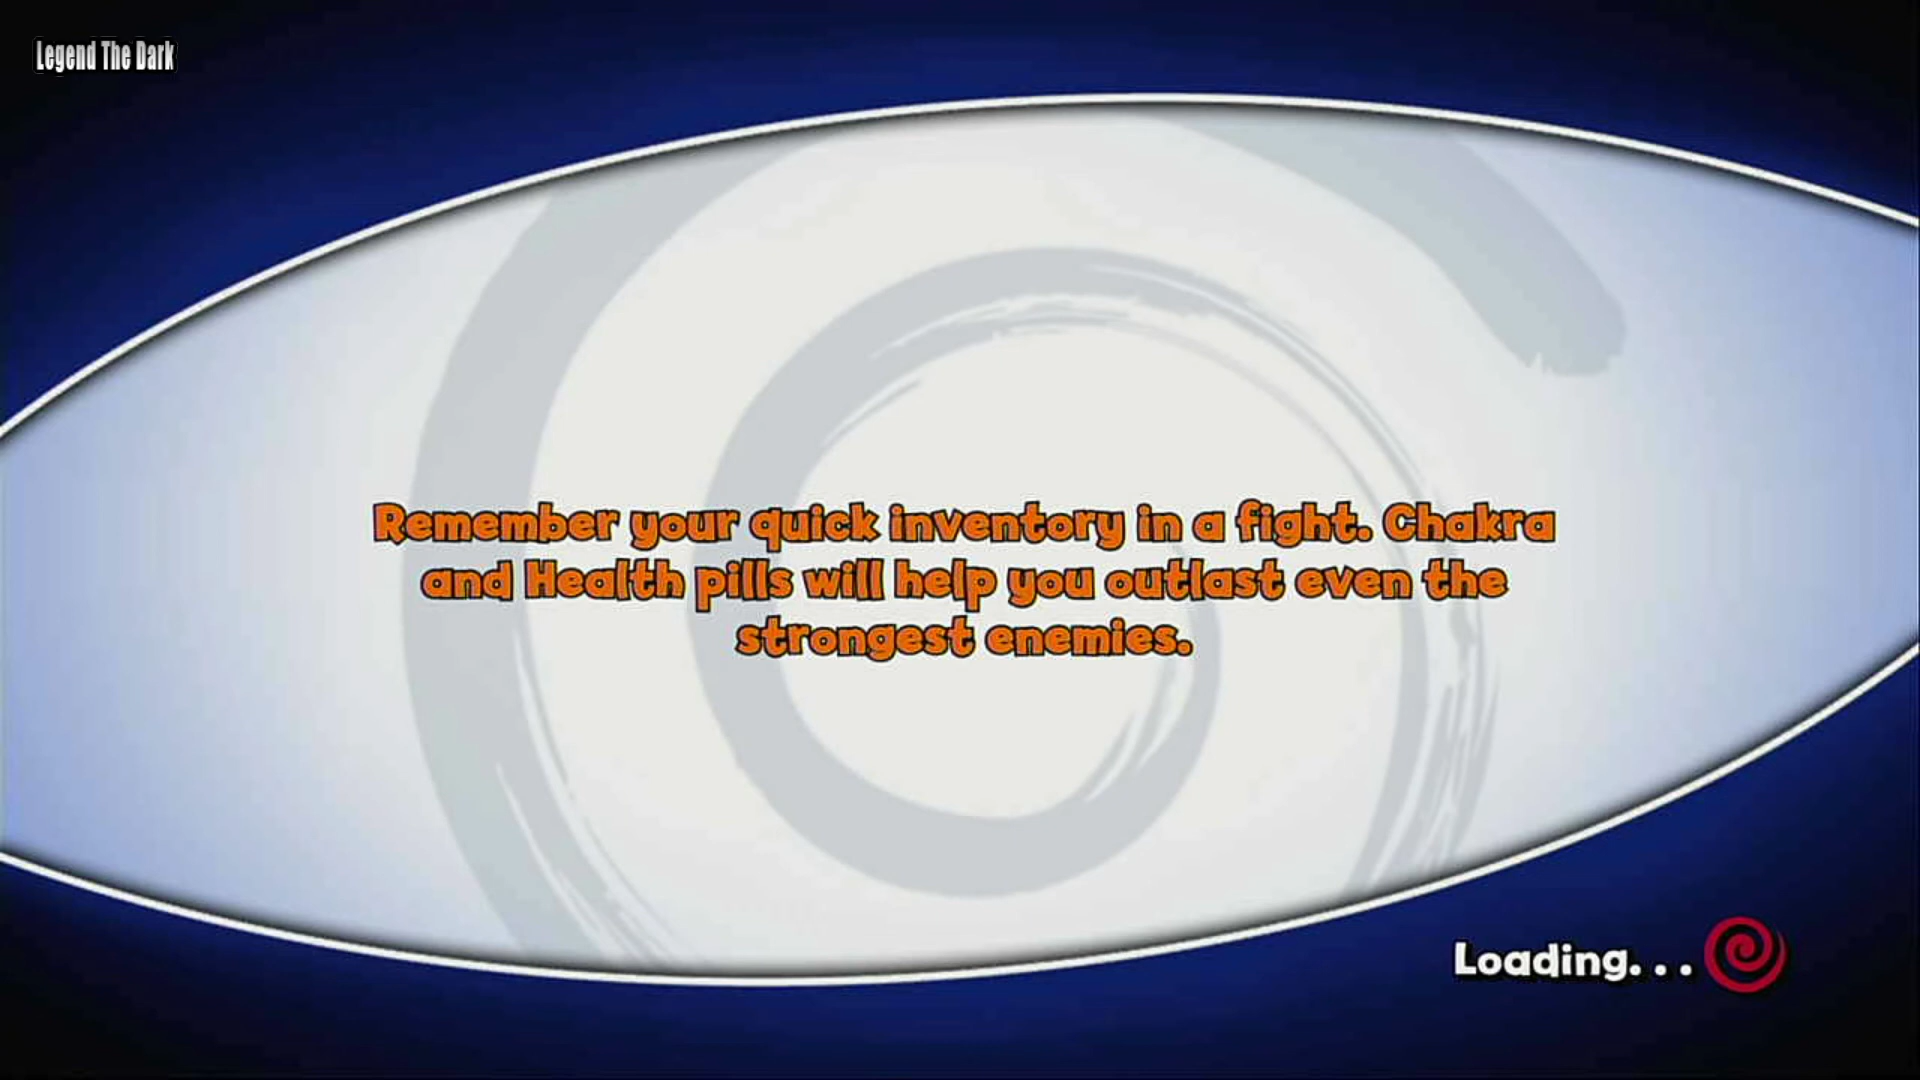 Legend The Dark
Remember your quick inventory in a fight. Chakra
and Health pills will help you outlast even the
strongest enemies.
Loading...